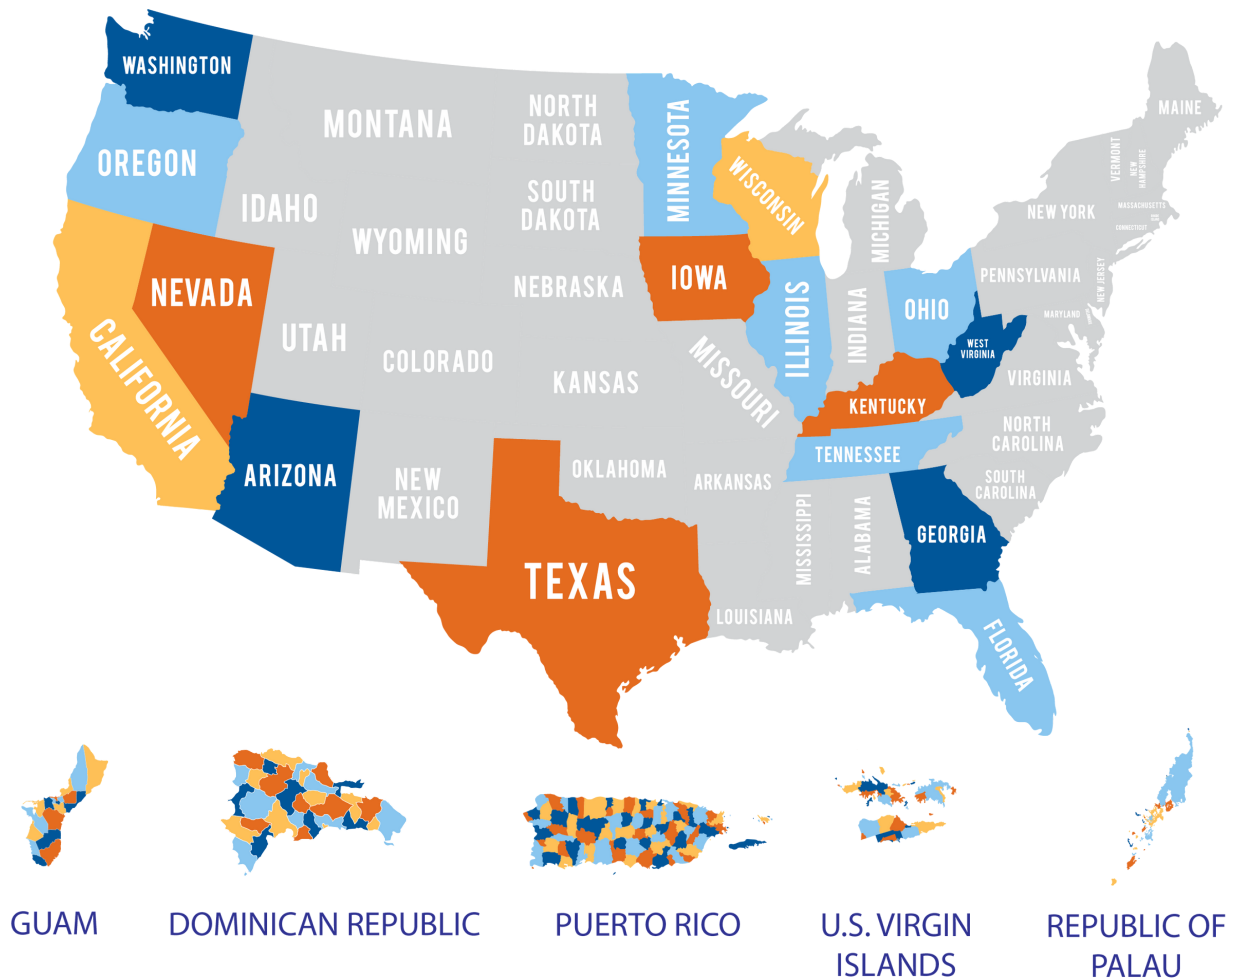 WASHINGTON
OREGON
CALIFORNIA
NEVADA
IDAHO
MONTANA
WYOMING
UTAH
ARIZONA
COLORADO
NEW
MEXICO
NORTH
DAKOTA
SOUTH
DAKOTA
NEBRASKA
KANSAS
OKLAHOMA
TEXAS
MINNESOTA
IOWA
MISSOURI
ARKANSAS
LOUISIANA
WISCONSIN
ILLINOIS
MICHIGAN
INDIANA
OHIO
KENTUCKY
TENNESSEE
MISSISSIPPI
ALABAMA
GEORGIA
FLORIDA
SOUTH
CAROLINA
NORTH
CAROLINA
VIRGINIA
WEST
VIRGINIA
MARYLAND
PENNSYLVANIA
NEW JERSEY
NEW YORK
CONNECTICUT
MASSACHUSETTS
VERMONT
NEW
HAMPSHIRE
MAINE
GUAM
DOMINICAN REPUBLIC
PUERTO RICO
U.S. VIRGIN
ISLANDS
REPUBLIC OF
PALAU